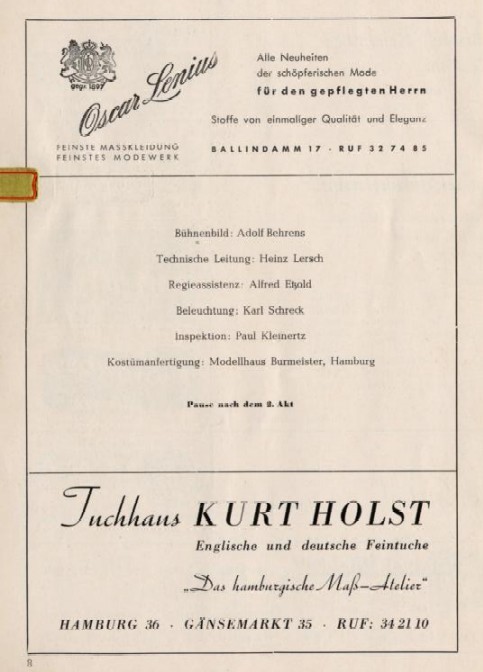 gegr. 1897
Oscar Lenius
FEINSTE MASSKLEIDUNG
FEINSTES MODEWERK
Alle Neuheiten
der schöpferischen Mode
für den gepflegten Herrn
Stoffe von einmaliger Qualität und Eleganz
BALLINDAMM 17 · RUF 32 74 85
Bühnenbild: Adolf Behrens
Technische Leitung: Heinz Lersch
Regieassistenz: Alfred Etzold
Beleuchtung: Karl Schreck
Inspektion: Paul Kleinertz
Kostümanfertigung: Modellhaus Burmeister, Hamburg
Pause nach dem 2. Akt
Tuchhaus KURT HOLST
Englische und deutsche Feintuche
„Das hamburgische Maß-Atelier“
HAMBURG 36 · GÄNSEMARKT 35 · RUF: 34 21 10
8